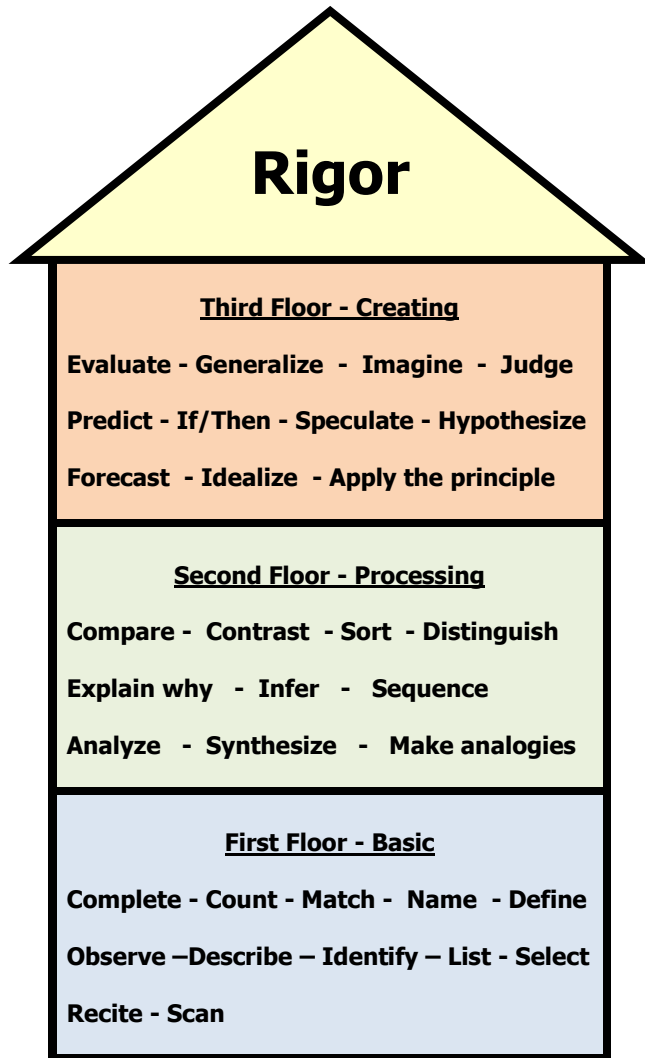 Rigor
Third Floor - Creating
Evaluate - Generalize - Imagine - Judge
Predict - If/Then - Speculate - Hypothesize
Forecast - Idealize - Apply the principle
Second Floor - Processing
Compare - Contrast - Sort - Distinguish
Explain why - Infer - Sequence
Analyze - Synthesize - Make analogies
First Floor - Basic
Complete - Count - Match - Name - Define
Observe –Describe – Identify – List - Select
Recite - Scan